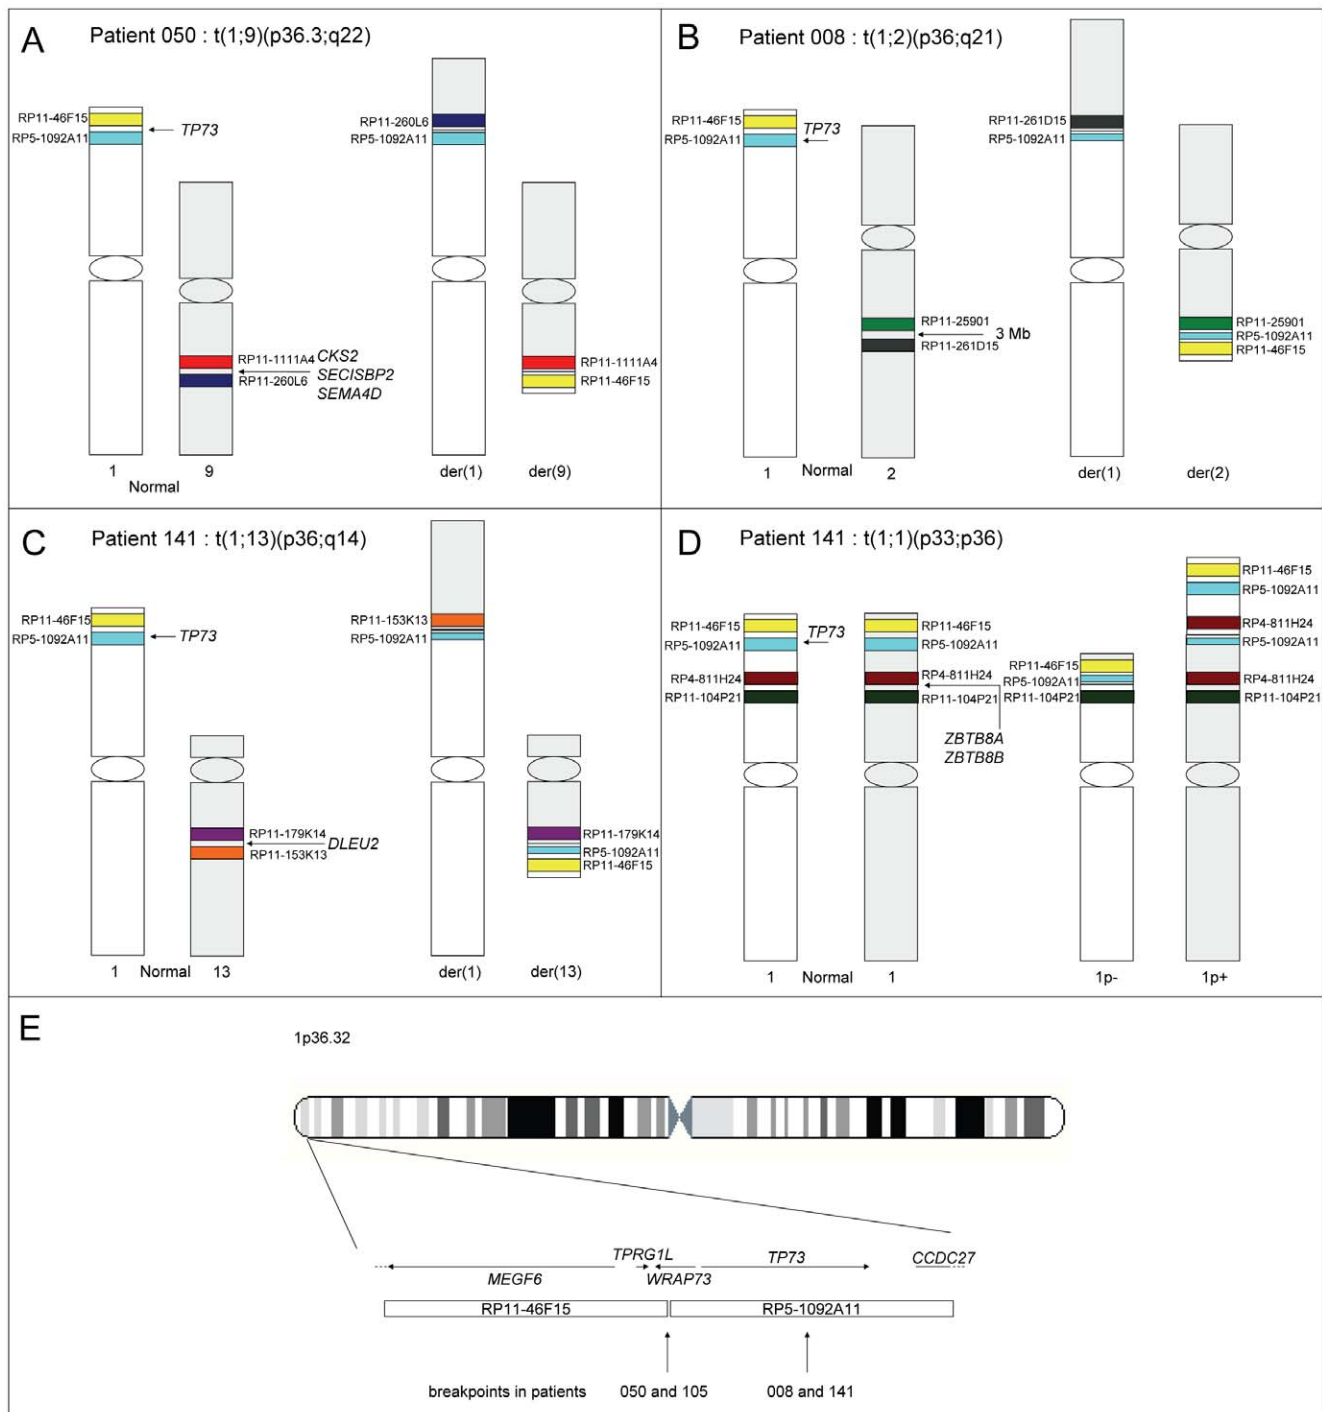 A
Patient 050 : t(1;9)(p36.3;q22)
RP11-46F15
TP73
RP5-1092A11
RP11-1111A4
CKS2
SECISBP2
RP11-260L6
SEMA4D
1
9
Normal
RP11-260L6
RP5-1092A11
RP11-1111A4
RP11-46F15
der(1)
der(9)
B
Patient 008 : t(1;2)(p36;q21)
RP11-46F15
TP73
RP5-1092A11
RP11-25901
3 Mb
RP11-261D15
1
Normal
2
RP11-261D15
RP5-1092A11
RP11-25901
RP5-1092A11
RP11-46F15
der(1)
der(2)
C
Patient 141 : t(1;13)(p36;q14)
RP11-46F15
TP73
RP5-1092A11
RP11-179K14
DLEU2
RP11-153K13
1
Normal
13
RP11-153K13
RP5-1092A11
RP11-179K14
RP5-1092A11
RP11-46F15
der(1)
der(13)
D
Patient 141 : t(1;1)(p33;p36)
RP11-46F15
TP73
RP5-1092A11
RP4-811H24
RP11-104P21
RP11-46F15
RP5-1092A11
RP4-811H24
RP11-104P21
ZBTB8A
ZBTB8B
1
Normal
1
RP11-46F15
RP5-1092A11
RP11-104P21
RP11-46F15
RP5-1092A11
RP4-811H24
RP5-1092A11
RP4-811H24
RP11-104P21
1p-
1p+
E
1p36.32
TPRG1L
TP73
CCDC27
MEGF6
WRAP73
RP11-46F15
RP5-1092A11
breakpoints in patients
050 and 105
008 and 141